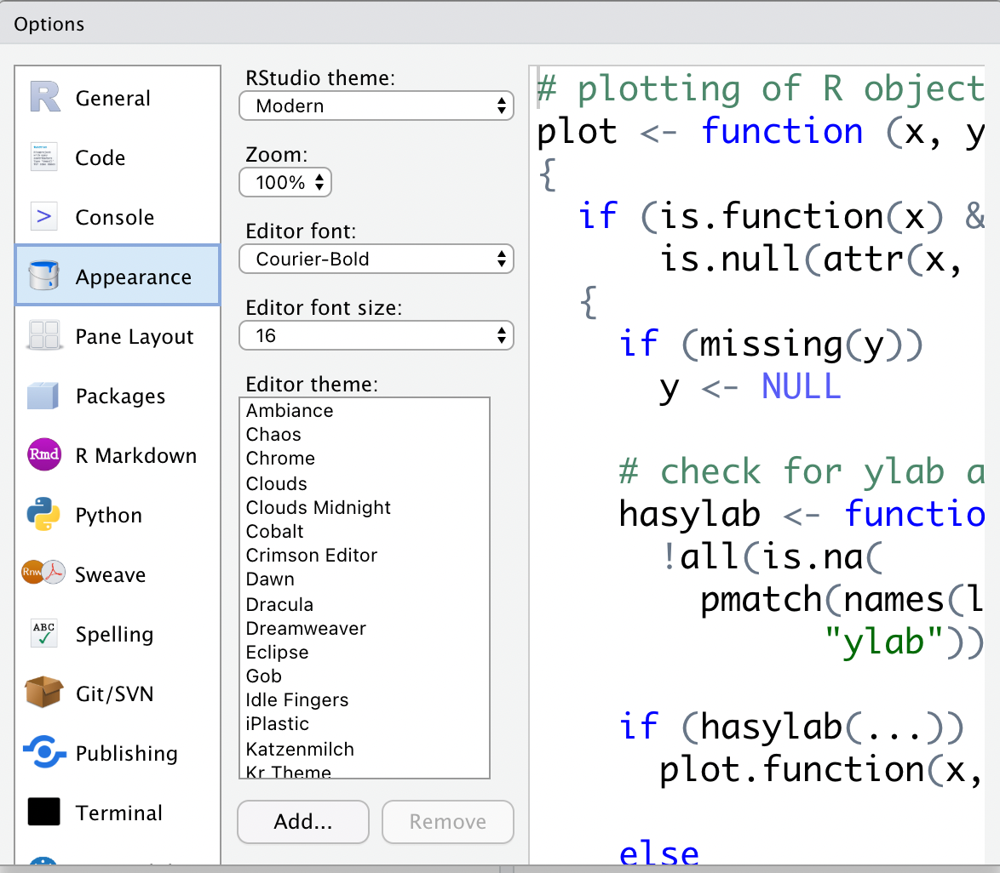 Options
General
Code
Console
Appearance
Pane Layout
Packages
Rmd R Markdown
Python
Rnw Sweave
ABC Spelling
Git/SVN
Publishing
Terminal
RStudio theme:
Modern
Zoom:
100%
Editor font:
Courier-Bold
Editor font size:
16
Editor theme:
Ambiance
Chaos
Chrome
Clouds
Clouds Midnight
Cobalt
Crimson Editor
Dawn
Dracula
Dreamweaver
Eclipse
Gob
Idle Fingers
iPlastic
Katzenmilch
Kr Theme
Add...
Remove
# plotting of R object
plot <- function (x, y
{
if (is.function(x) &
is.null(attr(x,
{
if (missing(y))
y <- NULL
# check for ylab a
hasylab <- functio
!all(is.na(
pmatch(names(l
"ylab"))
if (hasylab(...))
plot.function(x,
else